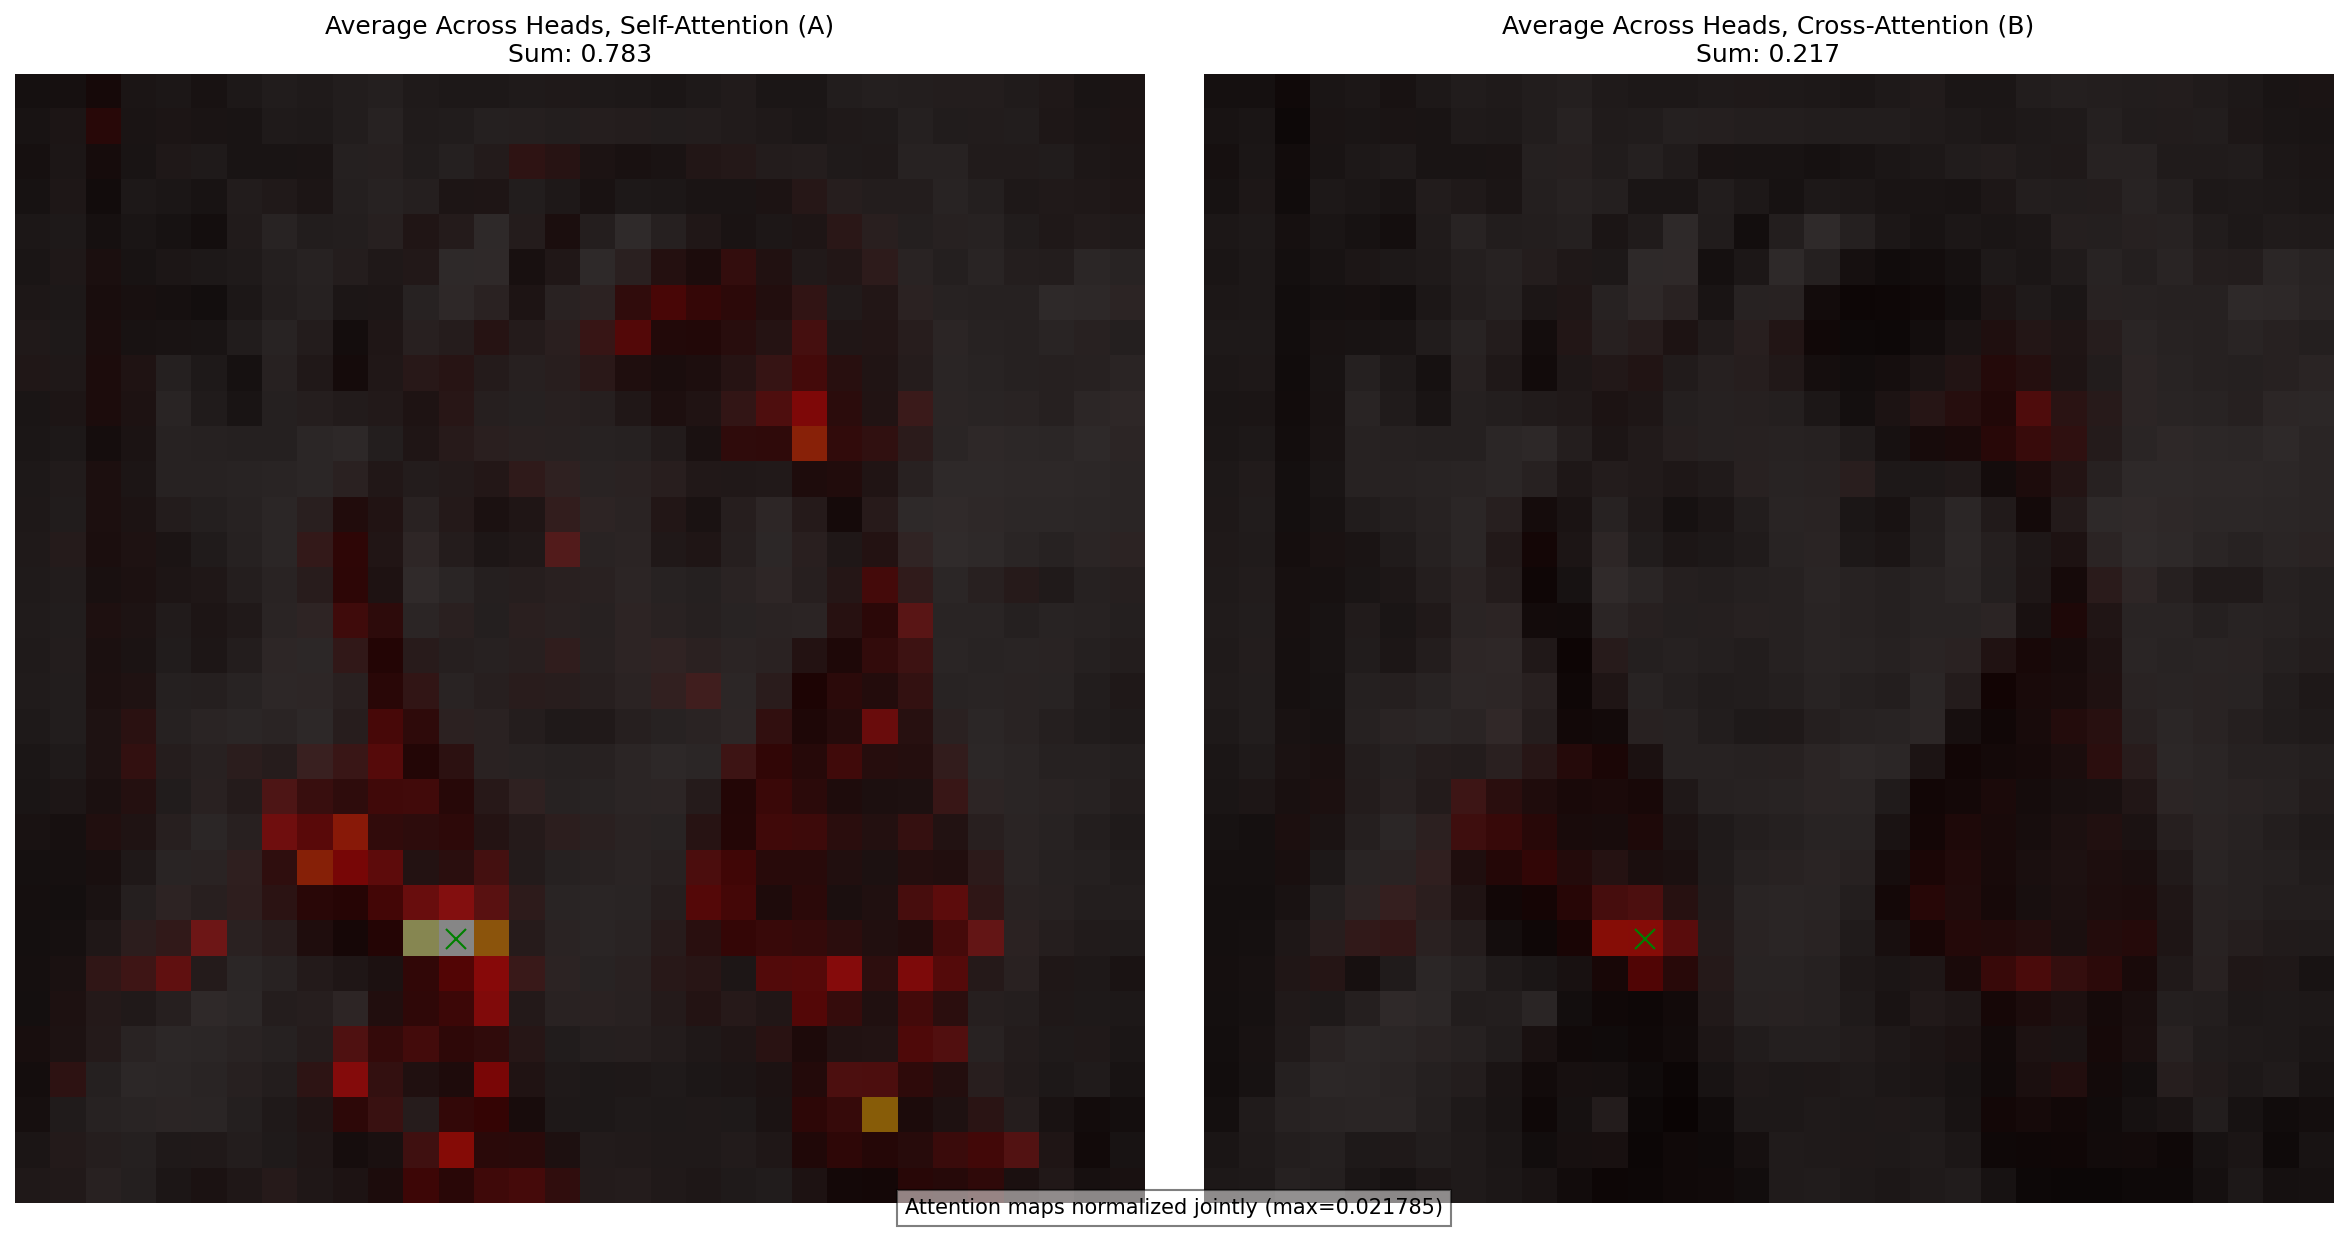 Average Across Heads, Self-Attention (A)
Sum: 0.783
Average Across Heads, Cross-Attention (B)
Sum: 0.217
Attention maps normalized jointly (max=0.021785)